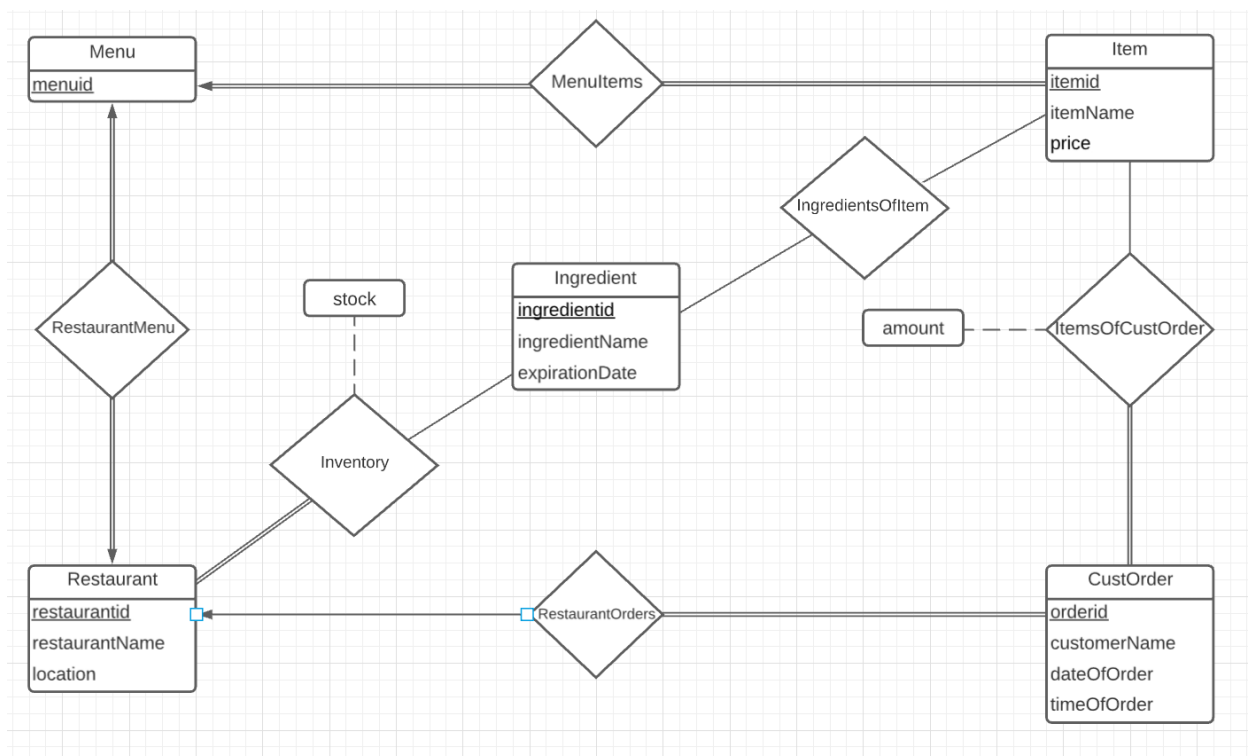 Menu
menuid
MenuItems
Item
itemid
itemName
price
IngredientsOfItem
Ingredient
ingredientid
ingredientName
expirationDate
stock
RestaurantMenu
amount
ItemsOfCustOrder
Inventory
Restaurant
restaurantid
restaurantName
location
RestaurantOrders
CustOrder
orderid
customerName
dateOfOrder
timeOfOrder